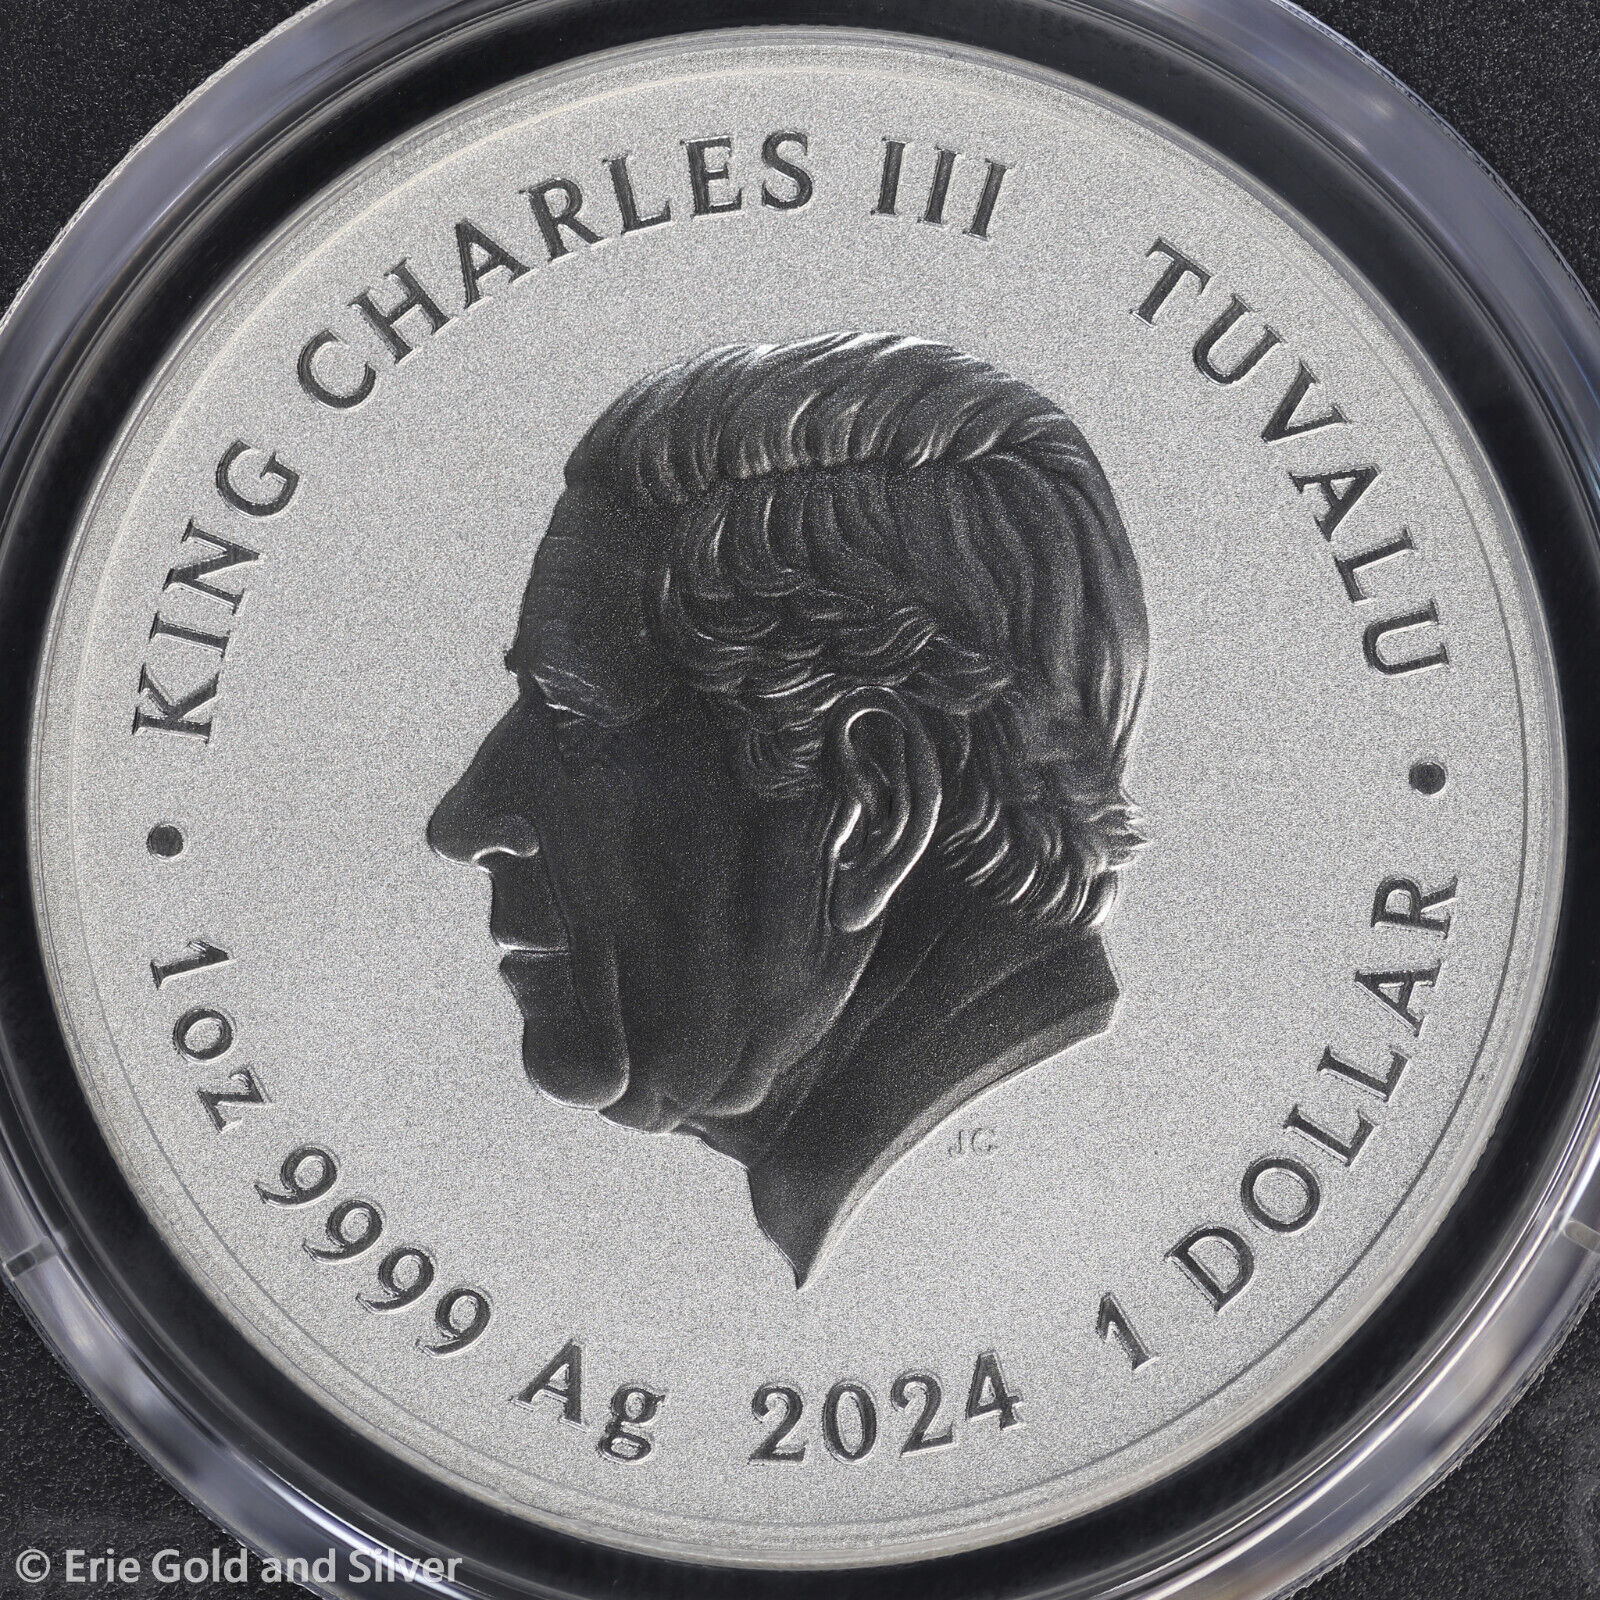 • KING CHARLES III TUVALU •
1oz 9999 Ag 2024 1 DOLLAR
JC
© Erie Gold and Silver